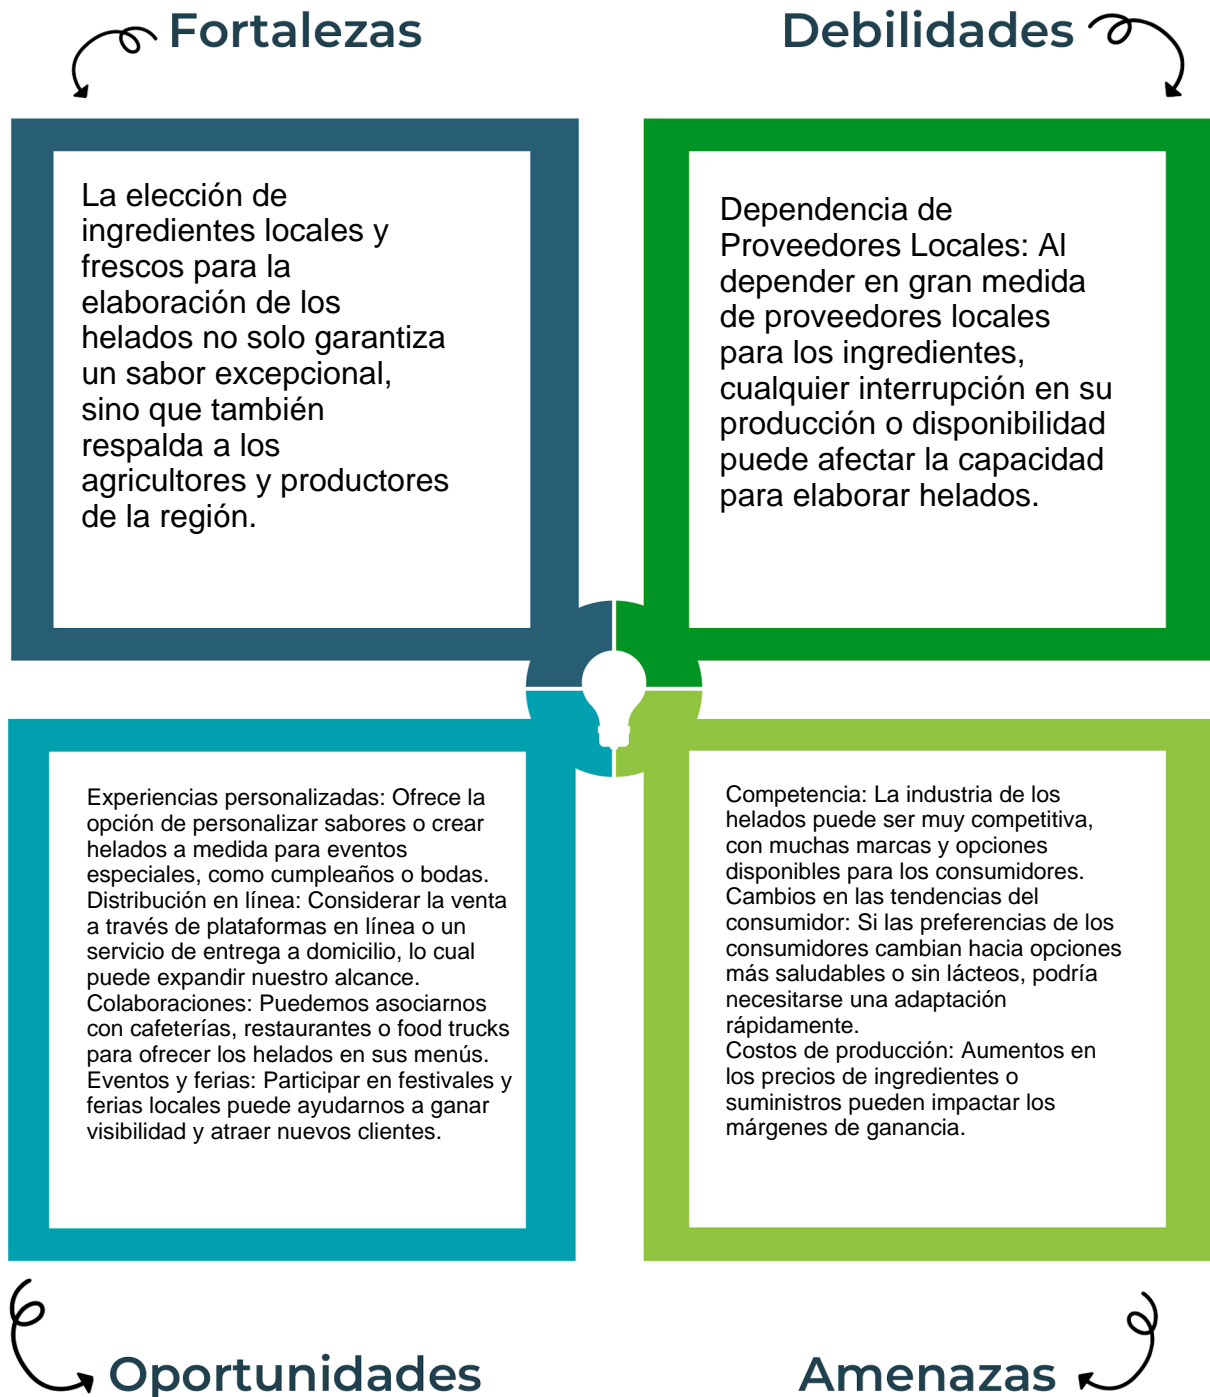 Fortalezas
Debilidades
La elección de
ingredientes locales y
frescos para la
elaboración de los
helados no solo garantiza
un sabor excepcional,
sino que también
respalda a los
agricultores y productores
de la región.
Dependencia de
Proveedores Locales: Al
depender en gran medida
de proveedores locales
para los ingredientes,
cualquier interrupción en su
producción o disponibilidad
puede afectar la capacidad
para elaborar helados.
Experiencias personalizadas: Ofrece la
opción de personalizar sabores o crear
helados a medida para eventos
especiales, como cumpleaños o bodas.
Distribución en línea: Considerar la venta
a través de plataformas en línea o un
servicio de entrega a domicilio, lo cual
puede expandir nuestro alcance.
Colaboraciones: Puedemos asociarnos
con cafeterías, restaurantes o food trucks
para ofrecer los helados en sus menús.
Eventos y ferias: Participar en festivales y
ferias locales puede ayudarnos a ganar
visibilidad y atraer nuevos clientes.
Competencia: La industria de los
helados puede ser muy competitiva,
con muchas marcas y opciones
disponibles para los consumidores.
Cambios en las tendencias del
consumidor: Si las preferencias de los
consumidores cambian hacia opciones
más saludables o sin lácteos, podría
necesitarse una adaptación
rápidamente.
Costos de producción: Aumentos en
los precios de ingredientes o
suministros pueden impactar los
márgenes de ganancia.
Oportunidades
Amenazas